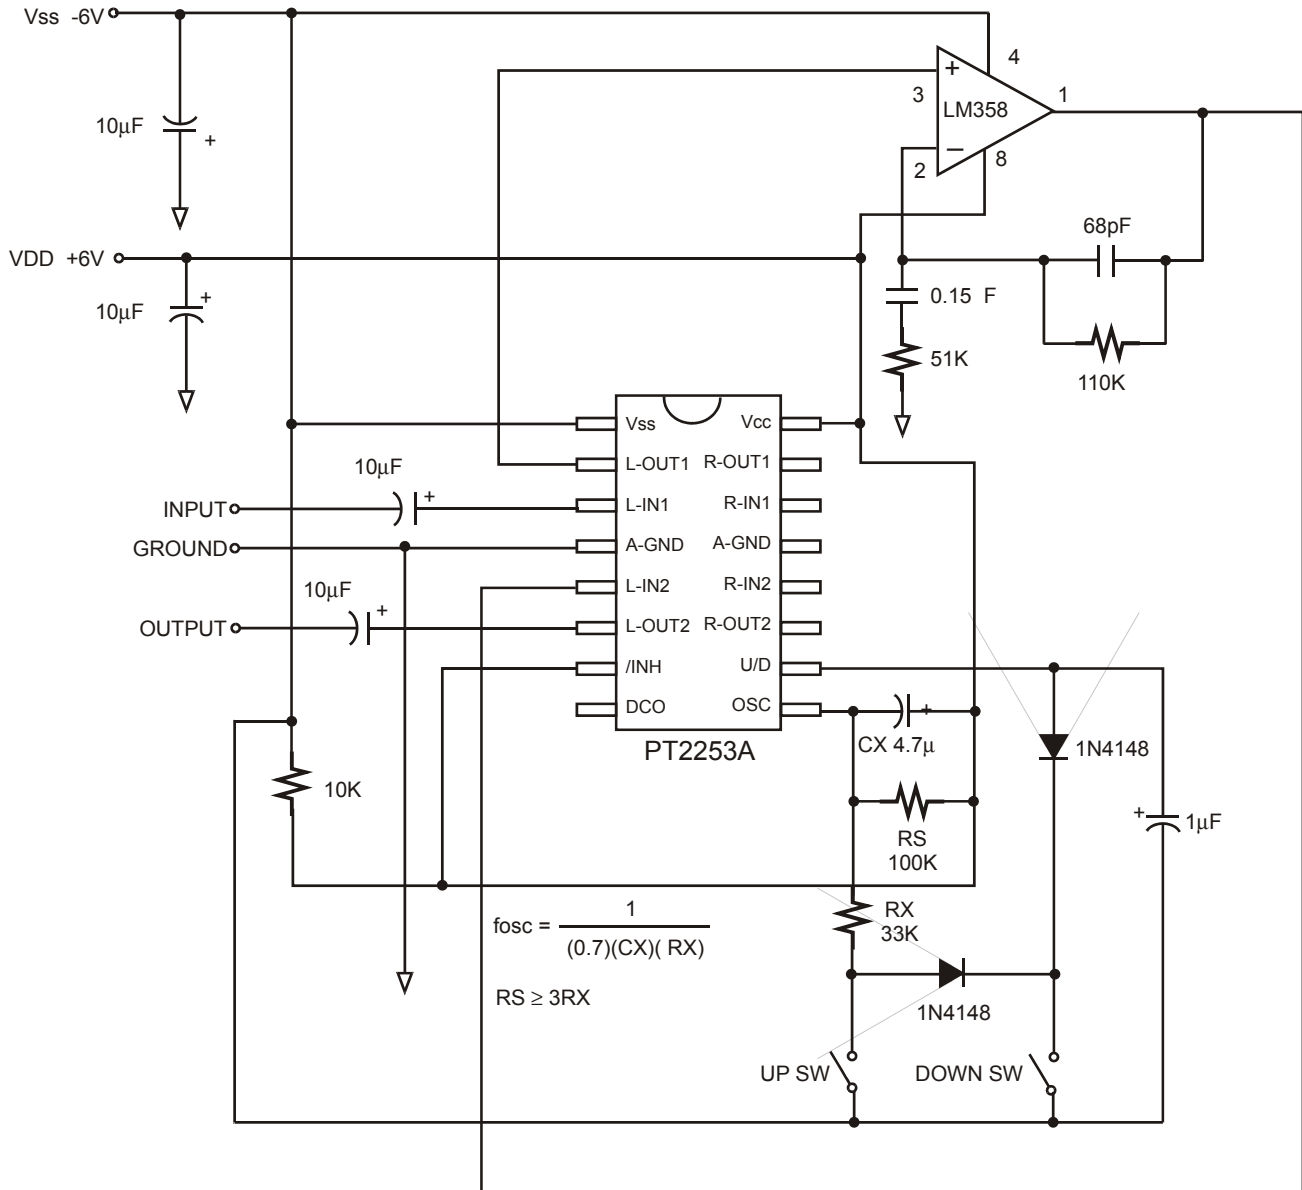 Vss -6V
4
+
3
LM358
1
10μF
+
−
2
8
68pF
VDD +6V
+
10μF
0.15 F
51K
110K
Vss
Vcc
10μF
L-OUT1
R-OUT1
+
INPUT
L-IN1
R-IN1
GROUND
A-GND
A-GND
10μF
L-IN2
R-IN2
+
OUTPUT
L-OUT2
R-OUT2
/INH
U/D
DCO
OSC
+
PT2253A
CX 4.7μ
1N4148
10K
+
1μF
RS
100K
fosc = 1
(0.7)(CX)( RX)
RX
33K
RS ≥ 3RX
1N4148
UP SW
DOWN SW